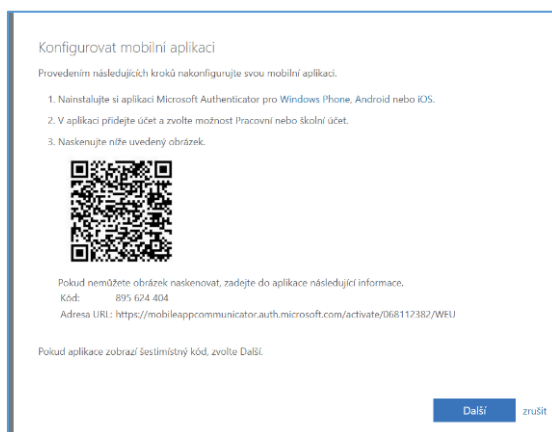 Konfigurovat mobilní aplikaci
Provedením následujících kroků nakonfigurujte svou mobilní aplikaci.
1. Nainstalujte si aplikaci Microsoft Authenticator pro Windows Phone, Android nebo iOS.
2. V aplikaci přidejte účet a zvolte možnost Pracovní nebo školní účet.
3. Naskenujte níže uvedený obrázek.
Pokud nemůžete obrázek naskenovat, zadejte do aplikace následující informace.
Kód: 895 624 404
Adresa URL: https://mobileappcommunicator.auth.microsoft.com/activate/068112382/WEU
Pokud aplikace zobrazí šestimístný kód, zvolte Další.
Další zrušit